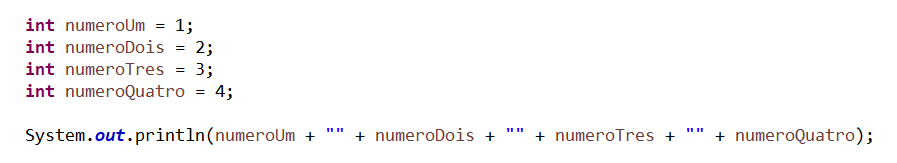 int numeroUm = 1;
int numeroDois = 2;
int numeroTres = 3;
int numeroQuatro = 4;
System.out.println(numeroUm + "" + numeroDois + "" + numeroTres + "" + numeroQuatro);